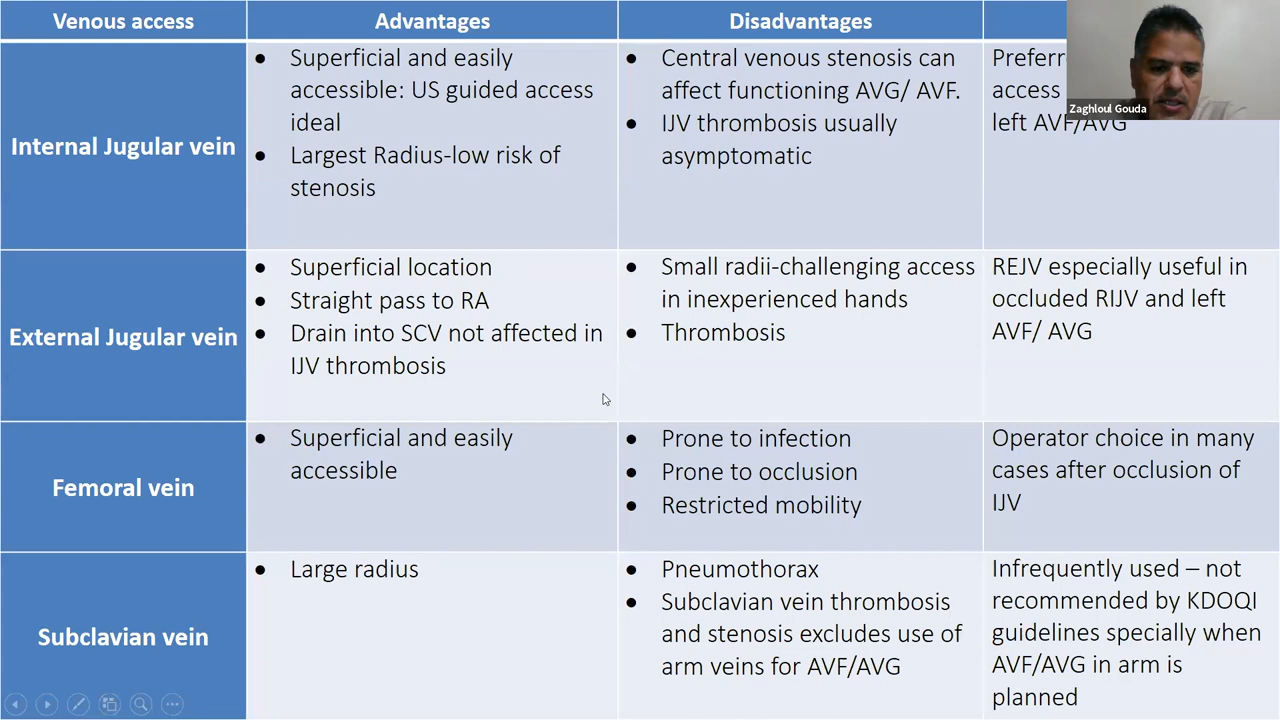 Venous access
Advantages
Disadvantages
Internal Jugular vein
● Superficial and easily
accessible: US guided access
ideal
● Largest Radius-low risk of
stenosis
● Central venous stenosis can
affect functioning AVG/ AVF.
● IJV thrombosis usually
asymptomatic
access
left AVF/AVG
Zaghloul Gouda
External Jugular vein
● Superficial location
● Straight pass to RA
● Drain into SCV not affected in
IJV thrombosis
● Small radii-challenging access
in inexperienced hands
● Thrombosis
REJV especially useful in
occluded RIJV and left
AVF/ AVG
Femoral vein
● Superficial and easily
accessible
● Prone to infection
● Prone to occlusion
● Restricted mobility
Operator choice in many
cases after occlusion of
IJV
Subclavian vein
● Large radius
● Pneumothorax
● Subclavian vein thrombosis
and stenosis excludes use of
arm veins for AVF/AVG
Infrequently used – not
recommended by KDOQI
guidelines specially when
AVF/AVG in arm is
planned